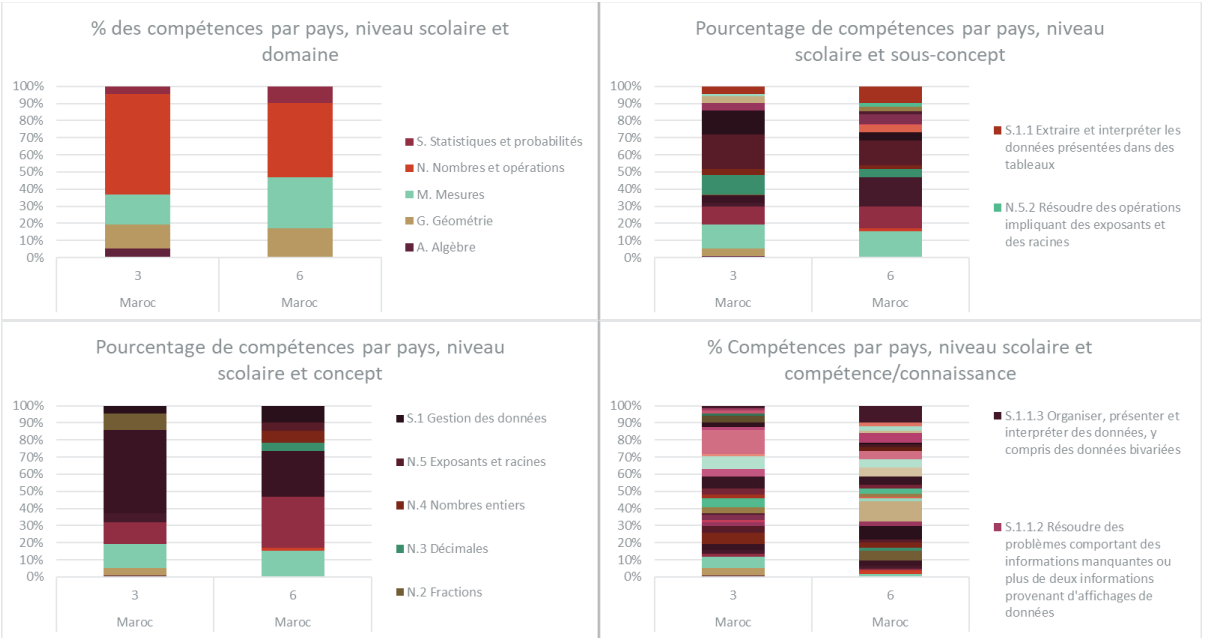 % des compétences par pays, niveau scolaire et
domaine
100%
90%
80%
70%
60%
50%
40%
30%
20%
10%
0%
3
6
Maroc
Maroc
S. Statistiques et probabilités
N. Nombres et opérations
M. Mesures
G. Géométrie
A. Algèbre
Pourcentage de compétences par pays, niveau
scolaire et sous-concept
100%
90%
80%
70%
60%
50%
40%
30%
20%
10%
0%
3
6
Maroc
Maroc
S.1.1 Extraire et interpréter les
données présentées dans des
tableaux
N.5.2 Résoudre des opérations
impliquant des exposants et
des racines
Pourcentage de compétences par pays, niveau
scolaire et concept
100%
90%
80%
70%
60%
50%
40%
30%
20%
10%
0%
3
6
Maroc
Maroc
S.1 Gestion des données
N.5 Exposants et racines
N.4 Nombres entiers
N.3 Décimales
N.2 Fractions
% Compétences par pays, niveau scolaire et
compétence/connaissance
100%
90%
80%
70%
60%
50%
40%
30%
20%
10%
0%
3
6
Maroc
Maroc
S.1.1.3 Organiser, présenter et
interpréter des données, y
compris des données bivariées
S.1.1.2 Résoudre des
problèmes comportant des
informations manquantes ou
plus de deux informations
provenant d'affichages de
données